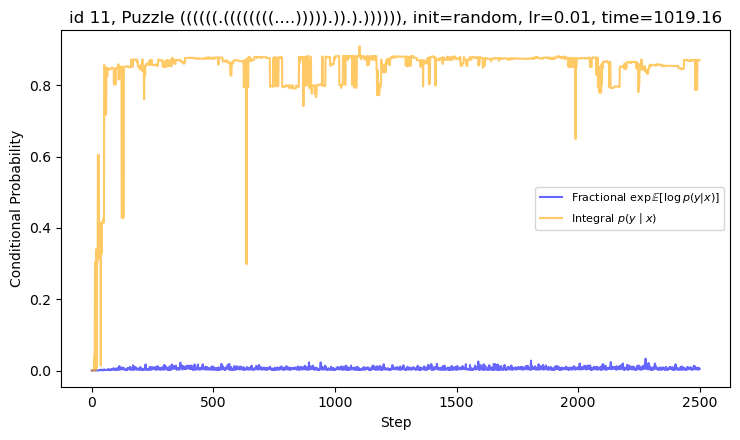 id 11, Puzzle ((((((.((((((((....))))).)).).)))))), init=random, lr=0.01, time=1019.16
Conditional Probability
0.8
0.6
0.4
0.2
0.0
Fractional exp𝔼[log p(y|x)]
Integral p(y | x)
0 500 1000 1500 2000 2500
Step